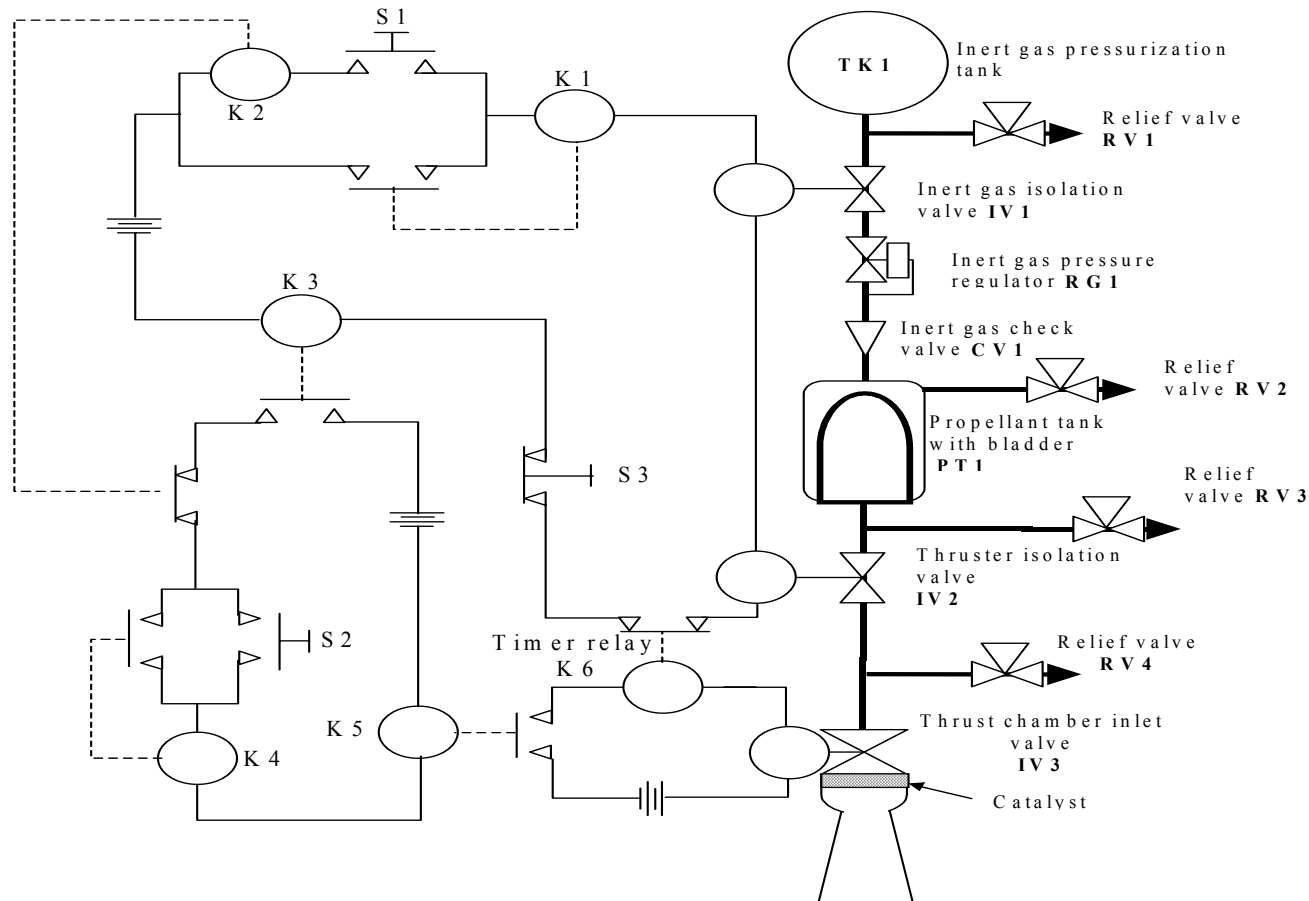 S 1
K 2
K 1
T K 1
Inert gas pressurization
tank
Relief valve
R V 1
Inert gas isolation
valve I V 1
Inert gas pressure
regulator R G 1
K 3
Inert gas check
valve C V 1
Relief
valve R V 2
Propellant tank
with bladder
P T 1
S 3
Relief
valve R V 3
Thruster isolation
valve
I V 2
S 2
Timer relay
K 6
Relief valve
R V 4
K 5
K 4
Thrust chamber inlet
valve
I V 3
Catalyst